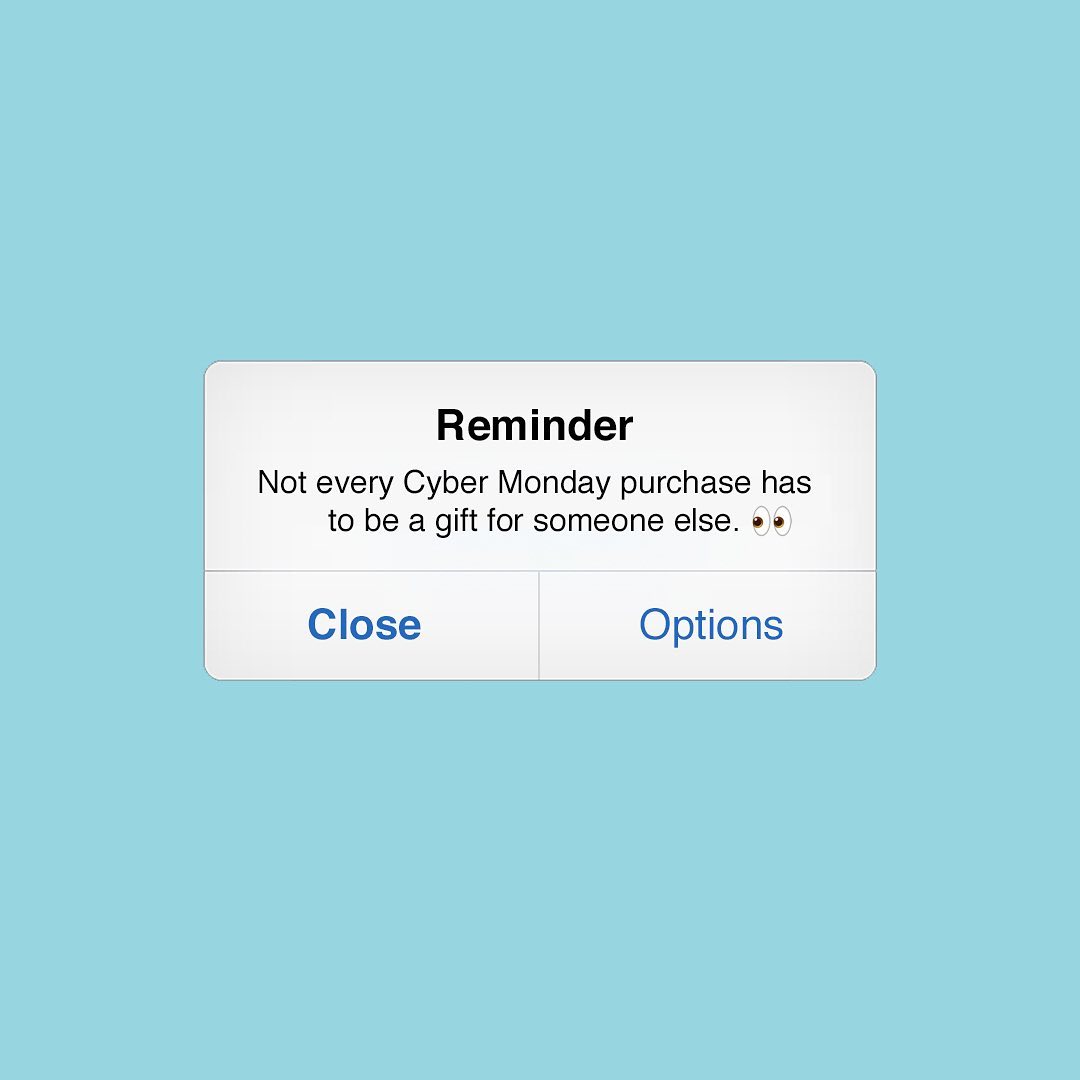 Reminder
Not every Cyber Monday purchase has
to be a gift for someone else. 👀
Close
Options